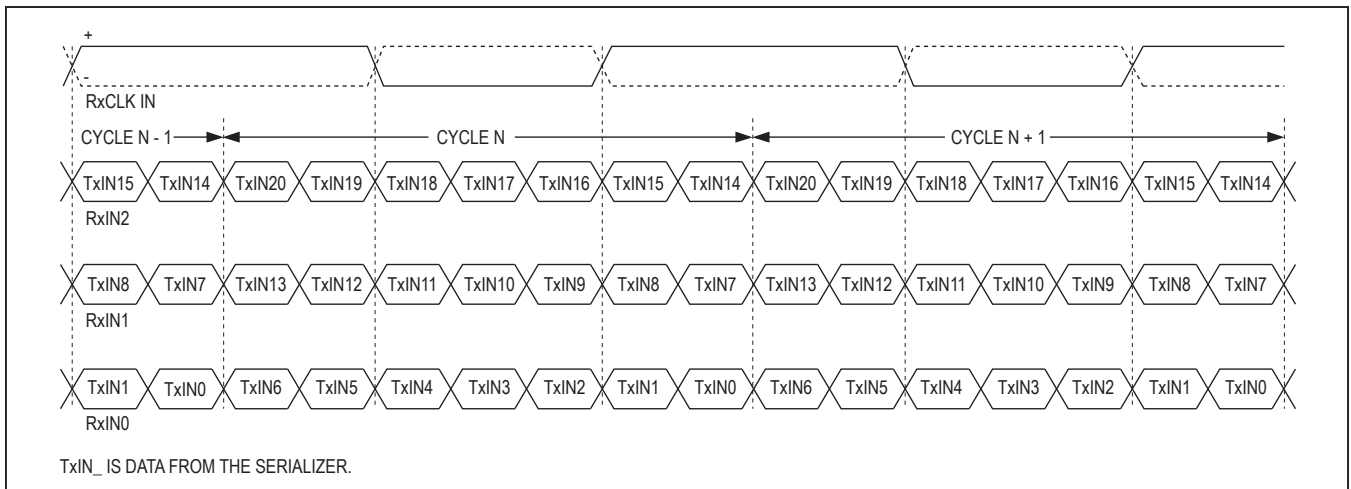 +
-
RxCLK IN
CYCLE N - 1 CYCLE N CYCLE N + 1
TxIN15 TxIN14 TxIN20 TxIN19 TxIN18 TxIN17 TxIN16 TxIN15 TxIN14 TxIN20 TxIN19 TxIN18 TxIN17 TxIN16 TxIN15 TxIN14
RxIN2
TxIN8 TxIN7 TxIN13 TxIN12 TxIN11 TxIN10 TxIN9 TxIN8 TxIN7 TxIN13 TxIN12 TxIN11 TxIN10 TxIN9 TxIN8 TxIN7
RxIN1
TxIN1 TxIN0 TxIN6 TxIN5 TxIN4 TxIN3 TxIN2 TxIN1 TxIN0 TxIN6 TxIN5 TxIN4 TxIN3 TxIN2 TxIN1 TxIN0
RxIN0
TxIN_ IS DATA FROM THE SERIALIZER.